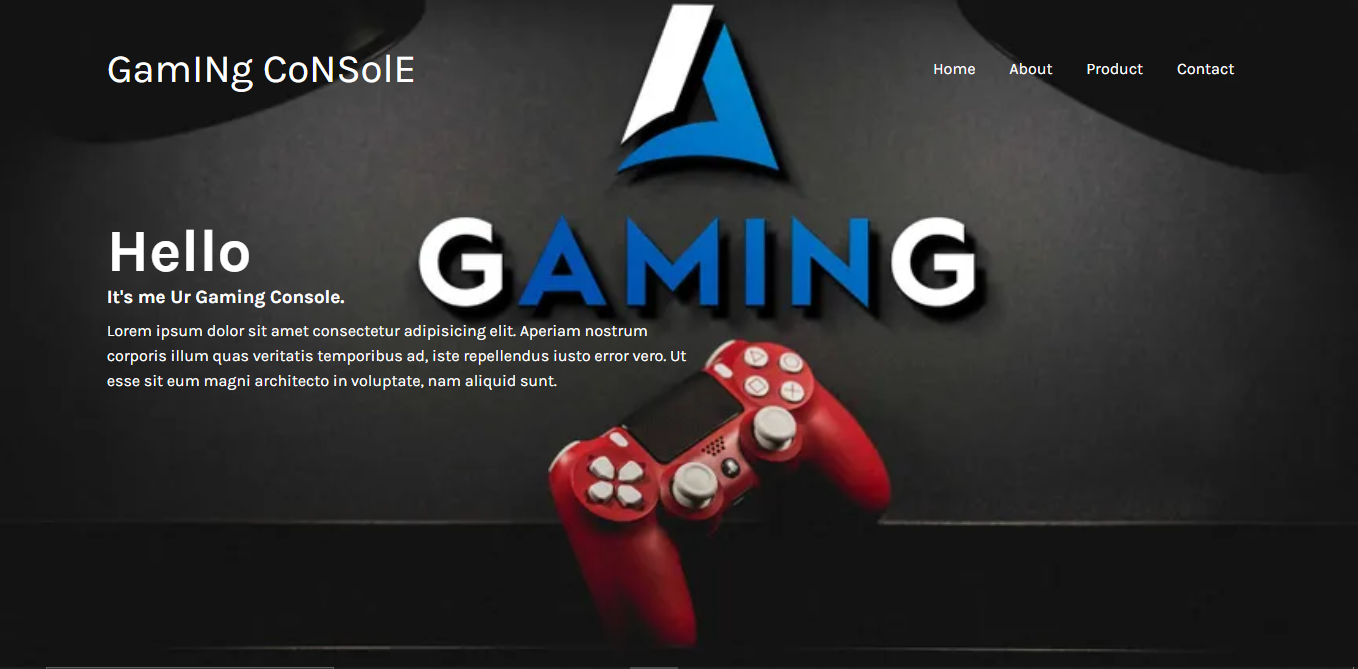 GamINg CoNSolE
Home About Product Contact
GAMING
Hello
It's me Ur Gaming Console.
Lorem ipsum dolor sit amet consectetur adipisicing elit. Aperiam nostrum
corporis illum quas veritatis temporibus ad, iste repellendus iusto error vero. Ut
esse sit eum magni architecto in voluptate, nam aliquid sunt.